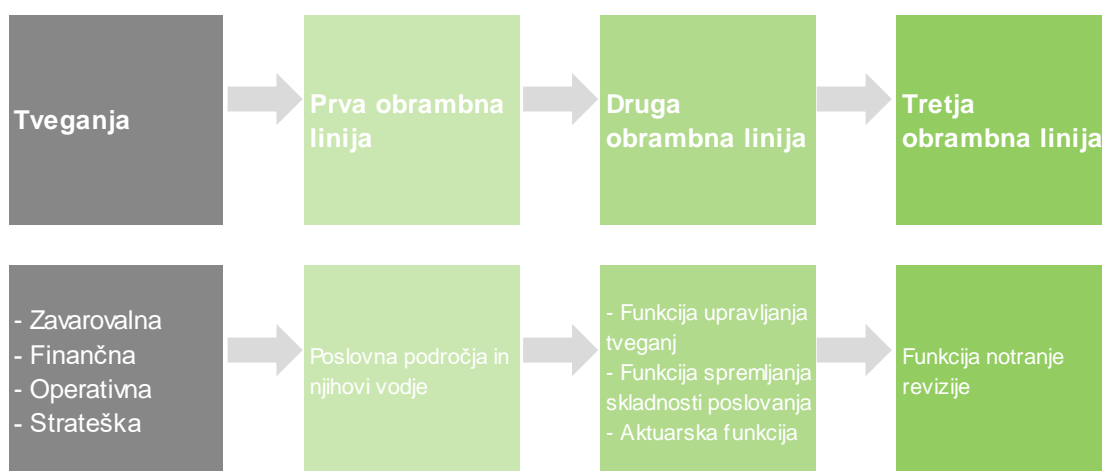 Tveganja
Prva obrambna
linija
Druga
obrambna linija
Tretja
obrambna linija
- Zavarovalna
- Finančna
- Operativna
- Strateška
Poslovna področja in
njihovi vodje
- Funkcija upravljanja
tveganj
- Funkcija spremljanja
skladnosti poslovanja
- Aktuarska funkcija
Funkcija notranje
revizije